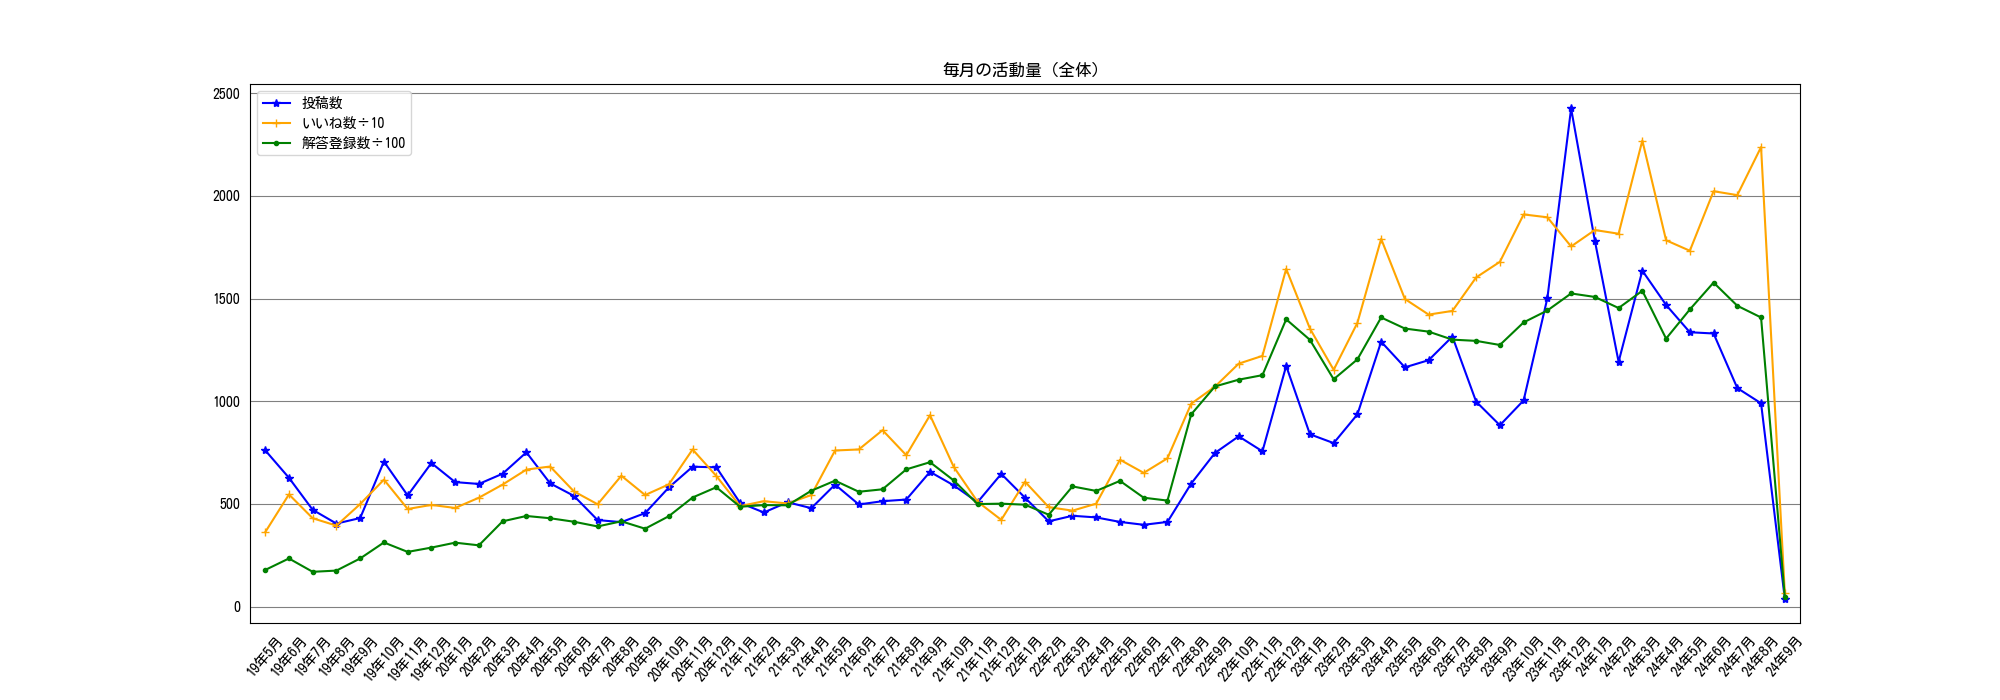 毎月の活動量（全体）
2500
2000
1500
1000
500
0
投稿数
いいね数÷10
解答登録数÷100
19年5月
19年6月
19年7月
19年8月
19年9月
19年10月
19年11月
19年12月
20年1月
20年2月
20年3月
20年4月
20年5月
20年6月
20年7月
20年8月
20年9月
20年10月
20年11月
20年12月
21年1月
21年2月
21年3月
21年4月
21年5月
21年6月
21年7月
21年8月
21年9月
21年10月
21年11月
21年12月
22年1月
22年2月
22年3月
22年4月
22年5月
22年6月
22年7月
22年8月
22年9月
22年10月
22年11月
22年12月
23年1月
23年2月
23年3月
23年4月
23年5月
23年6月
23年7月
23年8月
23年9月
23年10月
23年11月
23年12月
24年1月
24年2月
24年3月
24年4月
24年5月
24年6月
24年7月
24年8月
24年9月